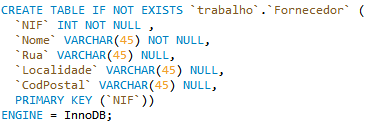 CREATE TABLE IF NOT EXISTS `trabalho`.`Fornecedor` (
`NIF` INT NOT NULL ,
`Nome` VARCHAR(45) NOT NULL,
`Rua` VARCHAR(45) NULL,
`Localidade` VARCHAR(45) NULL,
`CodPostal` VARCHAR(45) NULL,
PRIMARY KEY (`NIF`))
ENGINE = InnoDB;